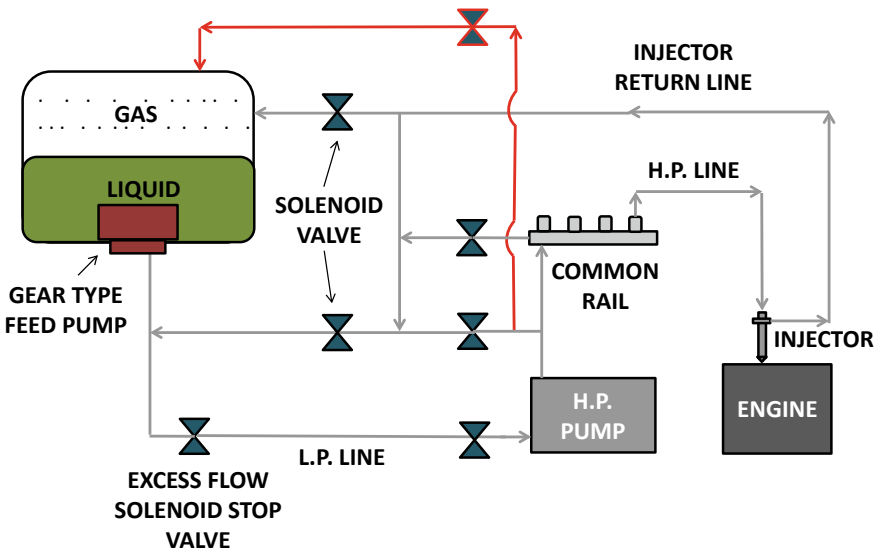 INJECTOR
RETURN LINE
GAS
H.P. LINE
LIQUID
SOLENOID
VALVE
COMMON
RAIL
GEAR TYPE
FEED PUMP
INJECTOR
H.P.
PUMP
ENGINE
L.P. LINE
EXCESS FLOW
SOLENOID STOP
VALVE